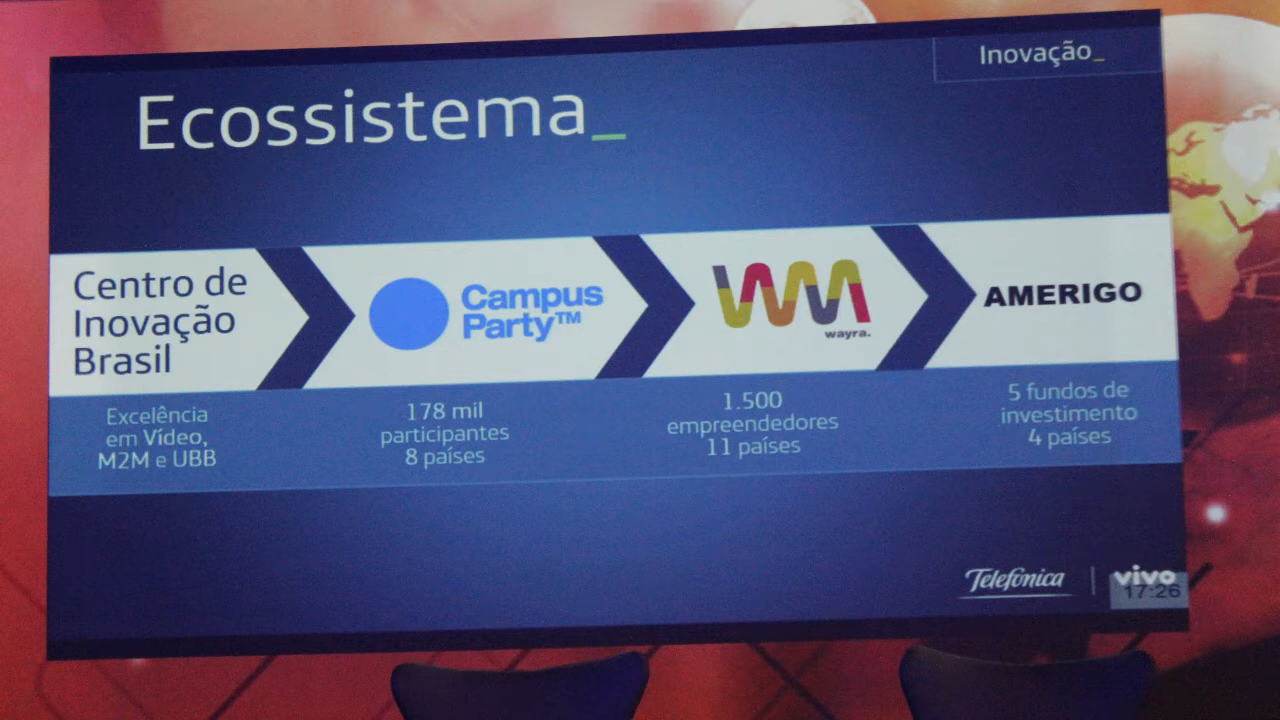 Inovação_
Ecossistema_
Centro de
Inovação
Brasil
Campus
Party™
wayra.
AMERIGO
Excelência
em Vídeo,
M2M e UBB
178 mil
participantes
8 países
1.500
empreendedores
11 países
5 fundos de
investimento
4 países
Telefónica
vivo
17:26